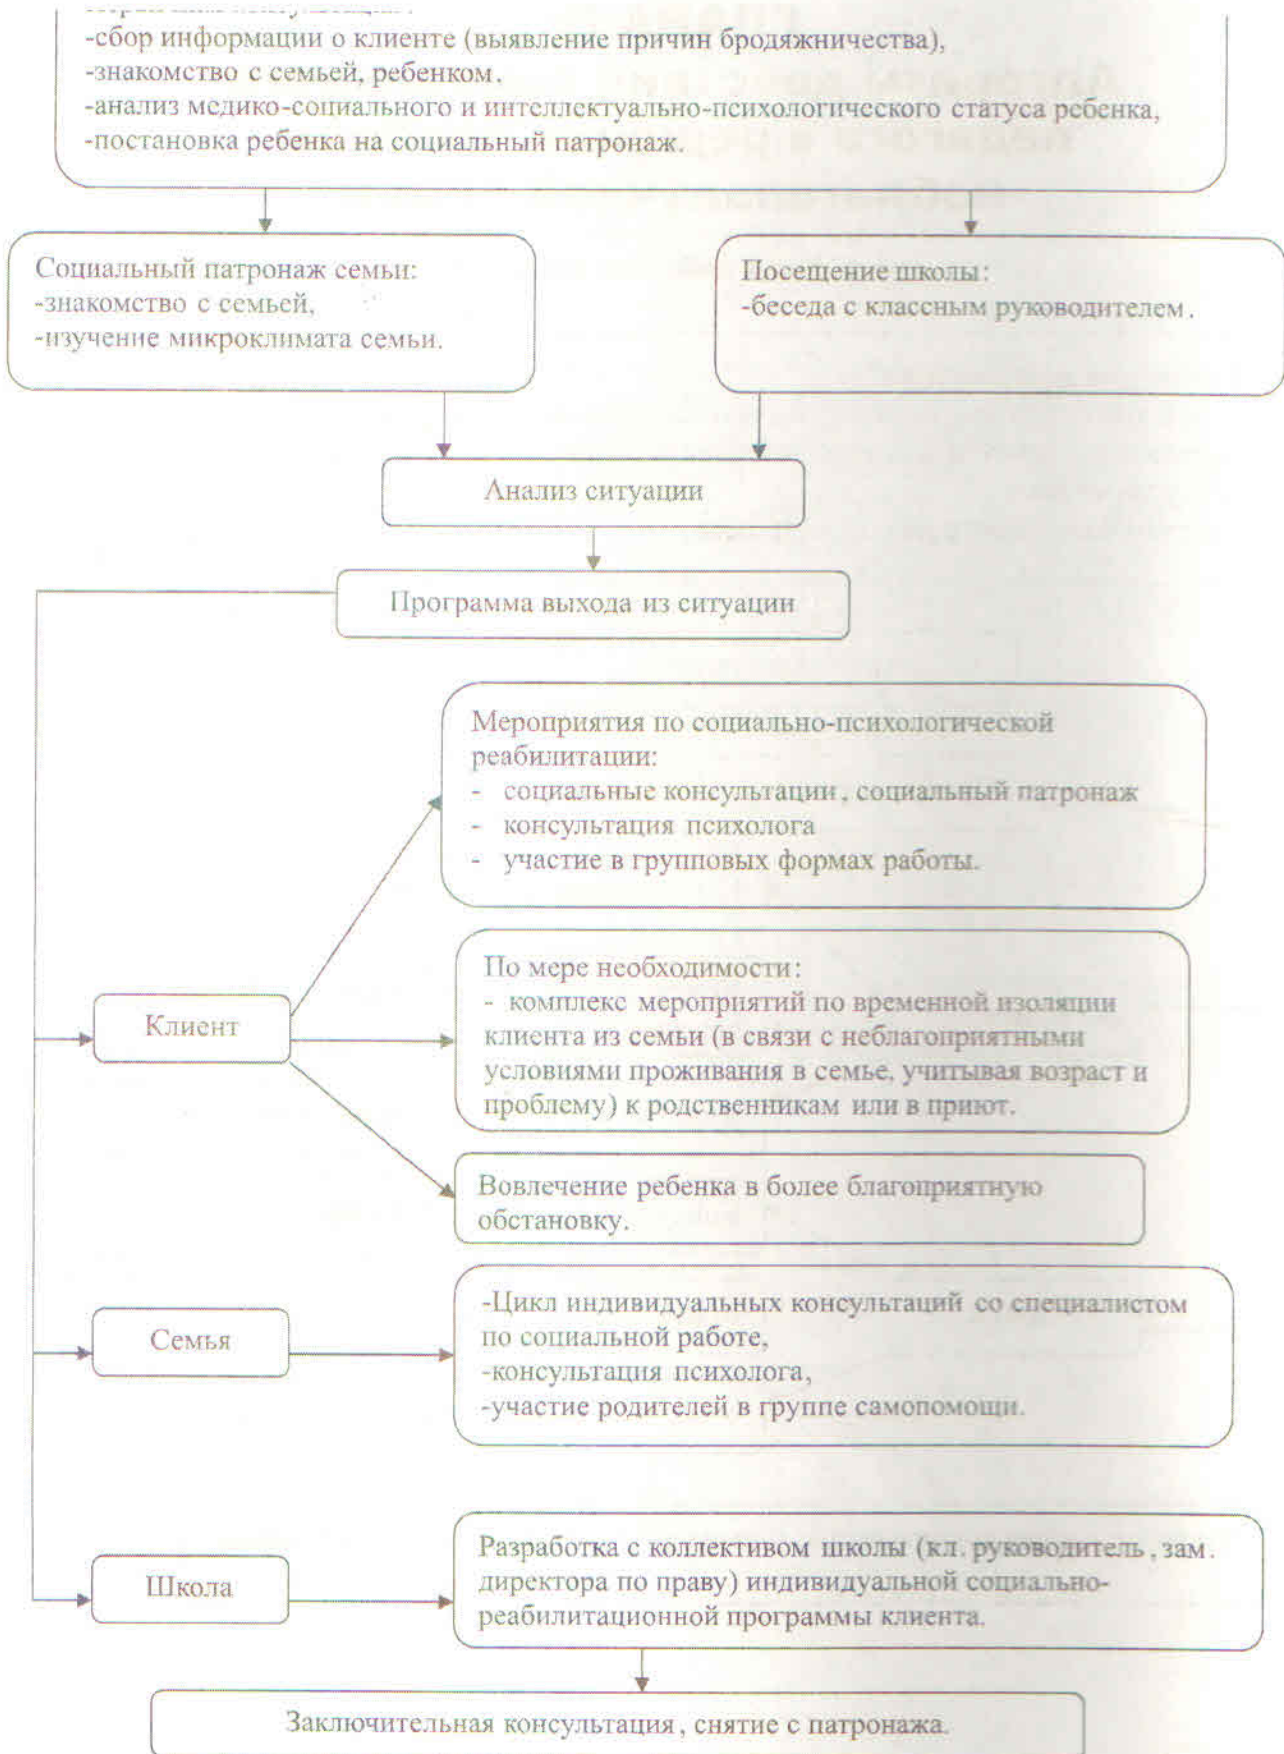 -сбор информации о клиенте (выявление причин бродяжничества),
-знакомство с семьей, ребенком.
-анализ медико-социального и интеллектуально-психологического статуса ребенка,
-постановка ребенка на социальный патронаж.
Социальный патронаж семьи:
-знакомство с семьей,
-изучение микроклимата семьи.
Посещение школы:
-беседа с классным руководителем.
Анализ ситуации
Программа выхода из ситуации
Мероприятия по социально-психологической
реабилитации:
- социальные консультации, социальный патронаж
- консультация психолога
- участие в групповых формах работы.
Клиент
По мере необходимости:
- комплекс мероприятий по временной изоляции
клиента из семьи (в связи с неблагоприятными
условиями проживания в семье, учитывая возраст и
проблему) к родственникам или в приют.
Вовлечение ребенка в более благоприятную
обстановку.
Семья
-Цикл индивидуальных консультаций со специалистом
по социальной работе,
-консультация психолога,
-участие родителей в группе самопомощи.
Школа
Разработка с коллективом школы (кл. руководитель, зам.
директора по праву) индивидуальной социально-
реабилитационной программы клиента.
Заключительная консультация, снятие с патронажа.